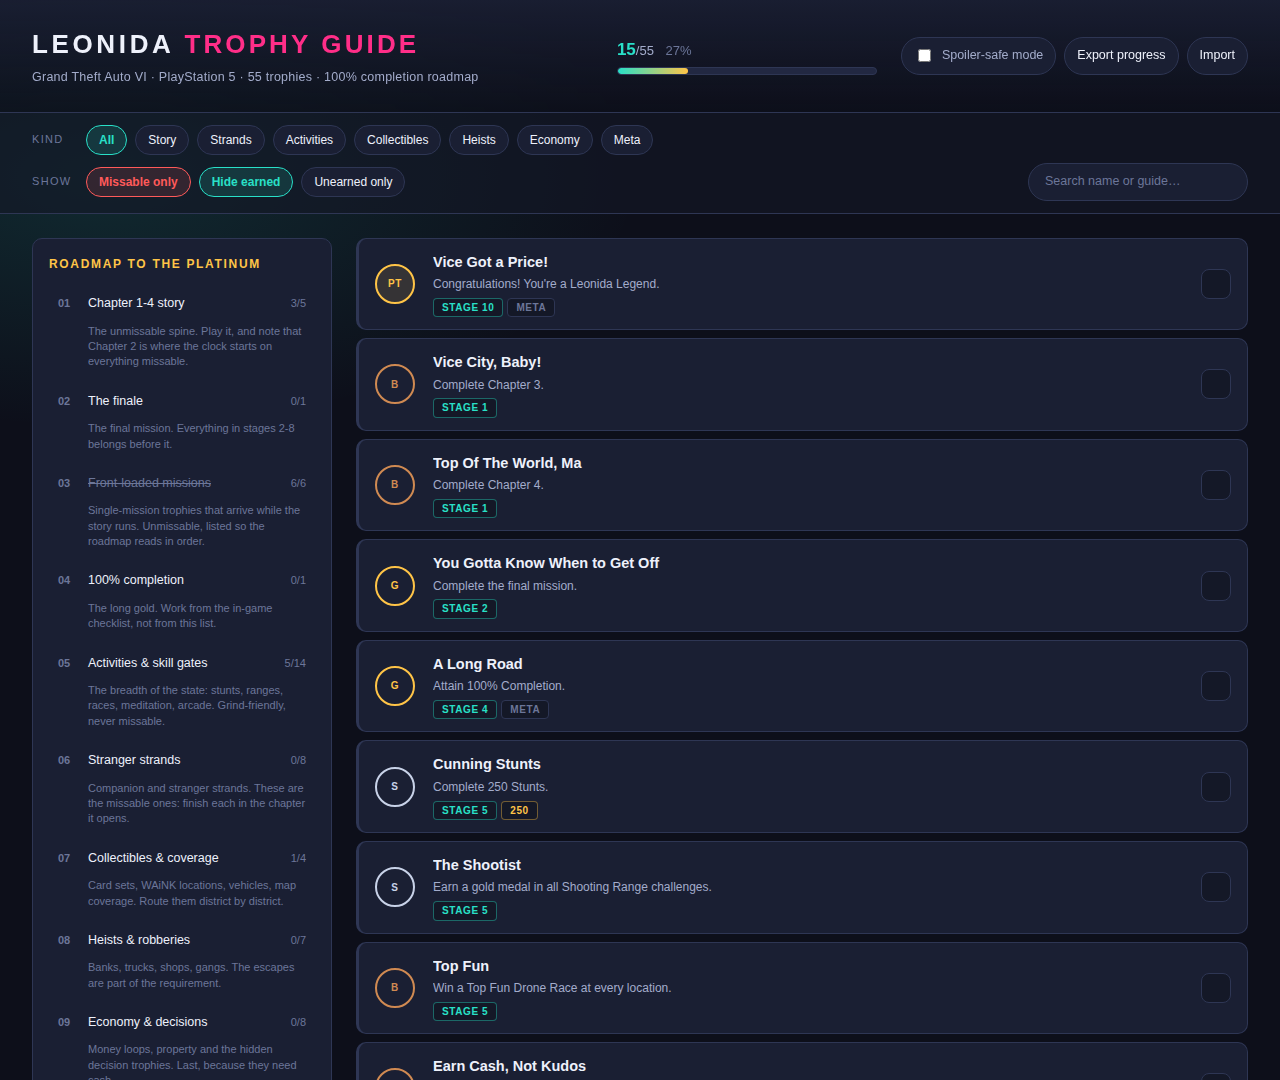 LEONIDA TROPHY GUIDE
Grand Theft Auto VI · PlayStation 5 · 55 trophies · 100% completion roadmap
15/55 27%
Spoiler-safe mode
Export progress
Import
KIND
All
Story
Strands
Activities
Collectibles
Heists
Economy
Meta
SHOW
Missable only
Hide earned
Unearned only
Search name or guide…
ROADMAP TO THE PLATINUM
01 Chapter 1-4 story 3/5
The unmissable spine. Play it, and note that
Chapter 2 is where the clock starts on
everything missable.
02 The finale 0/1
The final mission. Everything in stages 2-8
belongs before it.
03 Front-loaded missions 6/6
Single-mission trophies that arrive while the
story runs. Unmissable, listed so the
roadmap reads in order.
04 100% completion 0/1
The long gold. Work from the in-game
checklist, not from this list.
05 Activities & skill gates 5/14
The breadth of the state: stunts, ranges,
races, meditation, arcade. Grind-friendly,
never missable.
06 Stranger strands 0/8
Companion and stranger strands. These are
the missable ones: finish each in the chapter
it opens.
07 Collectibles & coverage 1/4
Card sets, WAiNK locations, vehicles, map
coverage. Route them district by district.
08 Heists & robberies 0/7
Banks, trucks, shops, gangs. The escapes
are part of the requirement.
09 Economy & decisions 0/8
Money loops, property and the hidden
decision trophies. Last, because they need
cash.
PT
Vice Got a Price!
Congratulations! You're a Leonida Legend.
STAGE 10 META
B
Vice City, Baby!
Complete Chapter 3.
STAGE 1
B
Top Of The World, Ma
Complete Chapter 4.
STAGE 1
G
You Gotta Know When to Get Off
Complete the final mission.
STAGE 2
G
A Long Road
Attain 100% Completion.
STAGE 4 META
S
Cunning Stunts
Complete 250 Stunts.
STAGE 5 250
S
The Shootist
Earn a gold medal in all Shooting Range challenges.
STAGE 5
B
Top Fun
Win a Top Fun Drone Race at every location.
STAGE 5
Earn Cash, Not Kudos